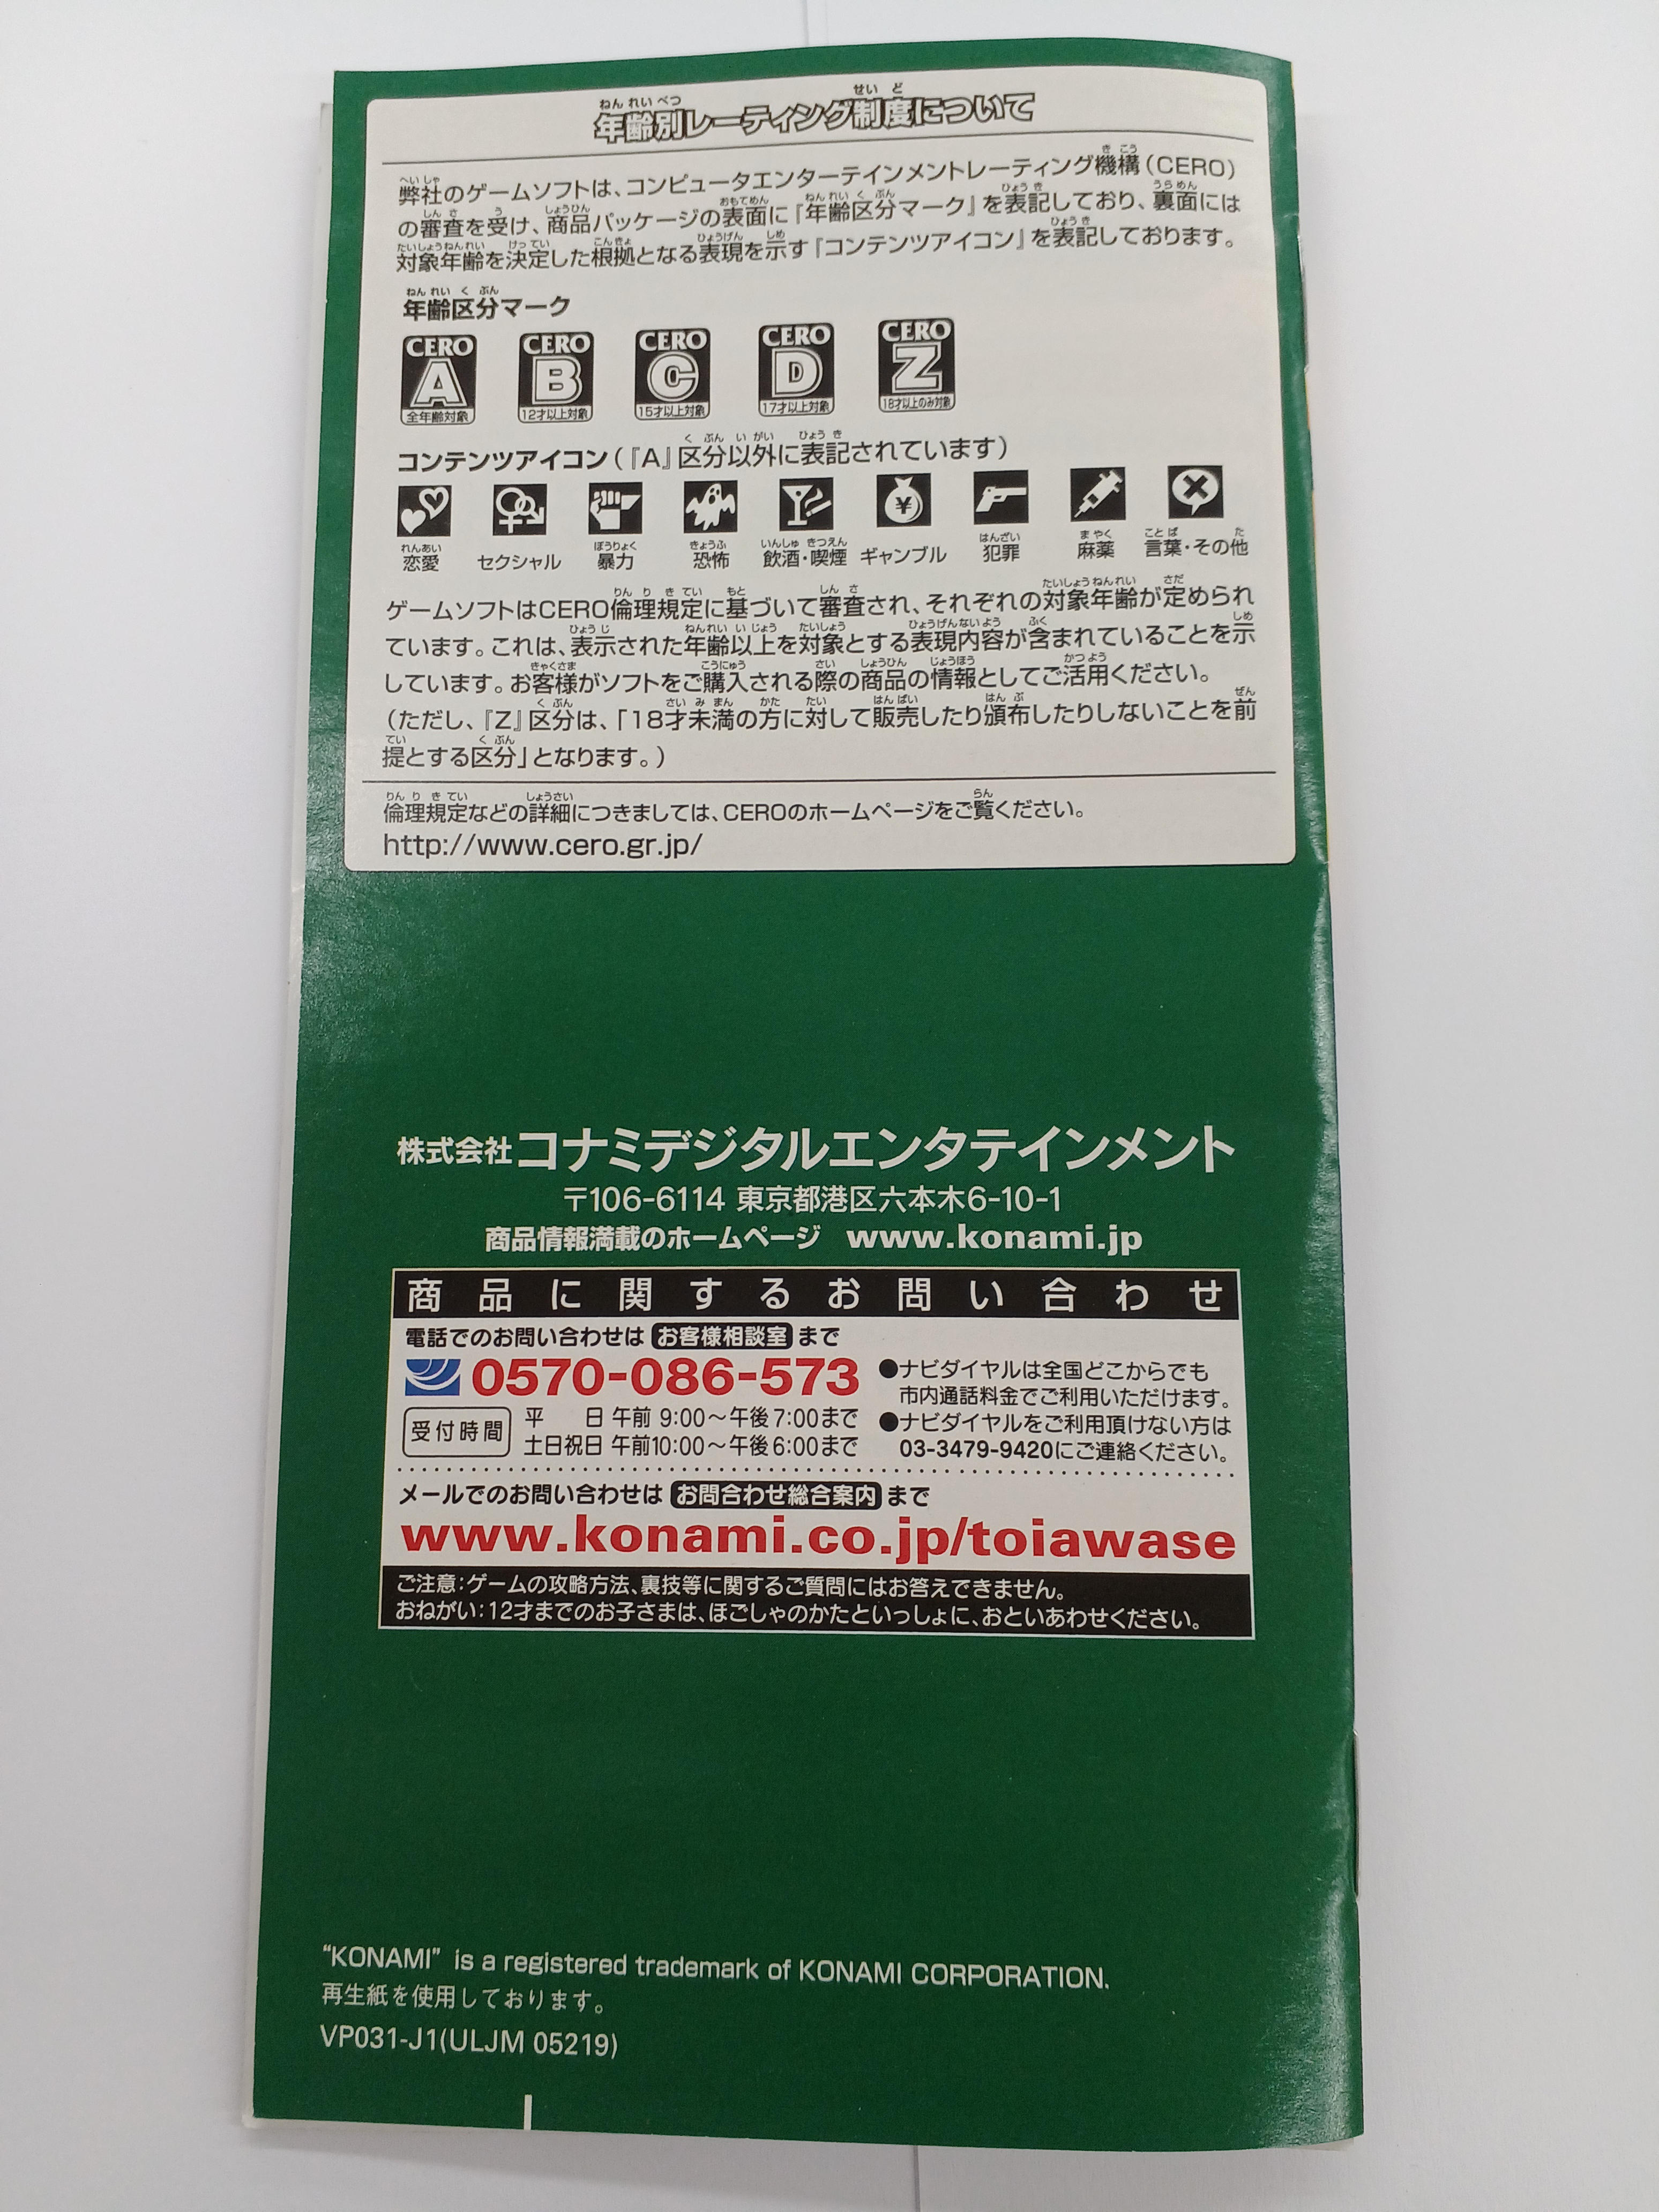 年齢別レーティング制度について
弊社のゲームソフトは、コンピュータエンターテインメントレーティング機構(CERO)
の審査を受け、商品パッケージの表面に『年齢区分マーク』を表記しており、裏面には
対象年齢を決定した根拠となる表現を示す『コンテンツアイコン』を表記しております。
年齢区分マーク
CERO A 全年齢対象
CERO B 12才以上対象
CERO C 15才以上対象
CERO D 17才以上対象
CERO Z 18才以上のみ対象
コンテンツアイコン(『A』区分以外に表記されています)
恋愛 セクシャル 暴力 恐怖 飲酒・喫煙 ギャンブル 犯罪 麻薬 言葉・その他
ゲームソフトはCERO倫理規定に基づいて審査され、それぞれの対象年齢が定められ
ています。これは、表示された年齢以上を対象とする表現内容が含まれていることを示
しています。お客様がソフトをご購入される際の商品の情報としてご活用ください。
(ただし、『Z』区分は、「18才未満の方に対して販売したり頒布したりしないことを前
提とする区分」となります。)
倫理規定などの詳細につきましては、CEROのホームページをご覧ください。
http://www.cero.gr.jp/
株式会社コナミデジタルエンタテインメント
〒106-6114 東京都港区六本木6-10-1
商品情報満載のホームページ www.konami.jp
商品に関するお問い合わせ
電話でのお問い合わせは お客様相談室 まで
0570-086-573
受付時間
平 日 午前 9:00〜午後7:00まで
土日祝日 午前10:00〜午後6:00まで
●ナビダイヤルは全国どこからでも
市内通話料金でご利用いただけます。
●ナビダイヤルをご利用頂けない方は
03-3479-9420にご連絡ください。
メールでのお問い合わせは お問合わせ総合案内 まで
www.konami.co.jp/toiawase
ご注意:ゲームの攻略方法、裏技等に関するご質問にはお答えできません。
おねがい:12才までのお子さまは、ほごしゃのかたといっしょに、おといあわせください。
"KONAMI" is a registered trademark of KONAMI CORPORATION.
再生紙を使用しております。
VP031-J1(ULJM 05219)